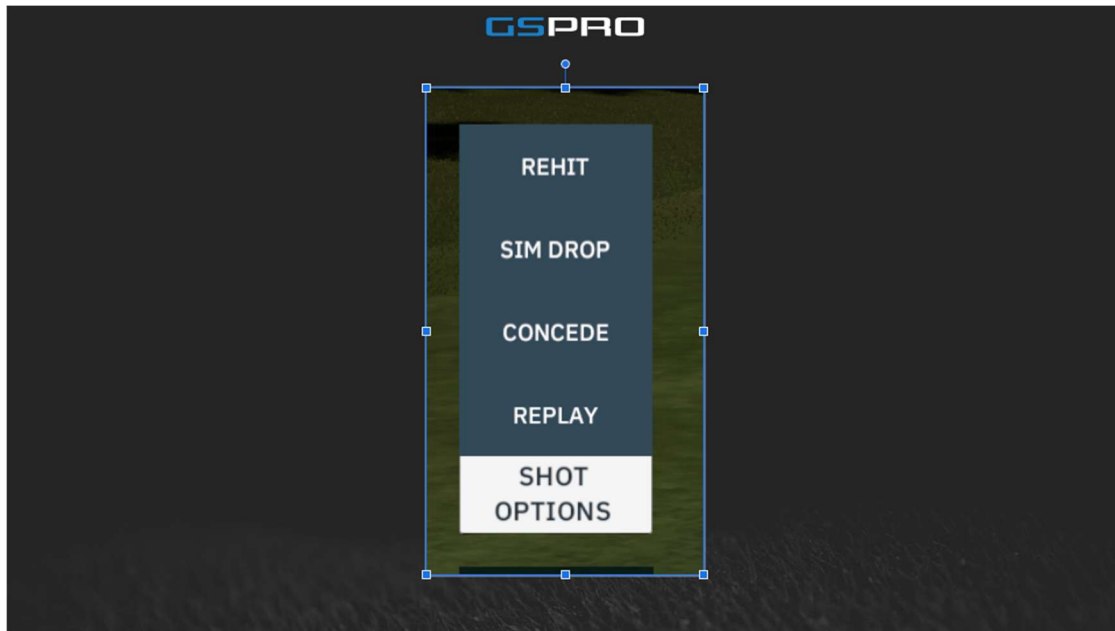 GSPRO
REHIT
SIM DROP
CONCEDE
REPLAY
SHOT
OPTIONS